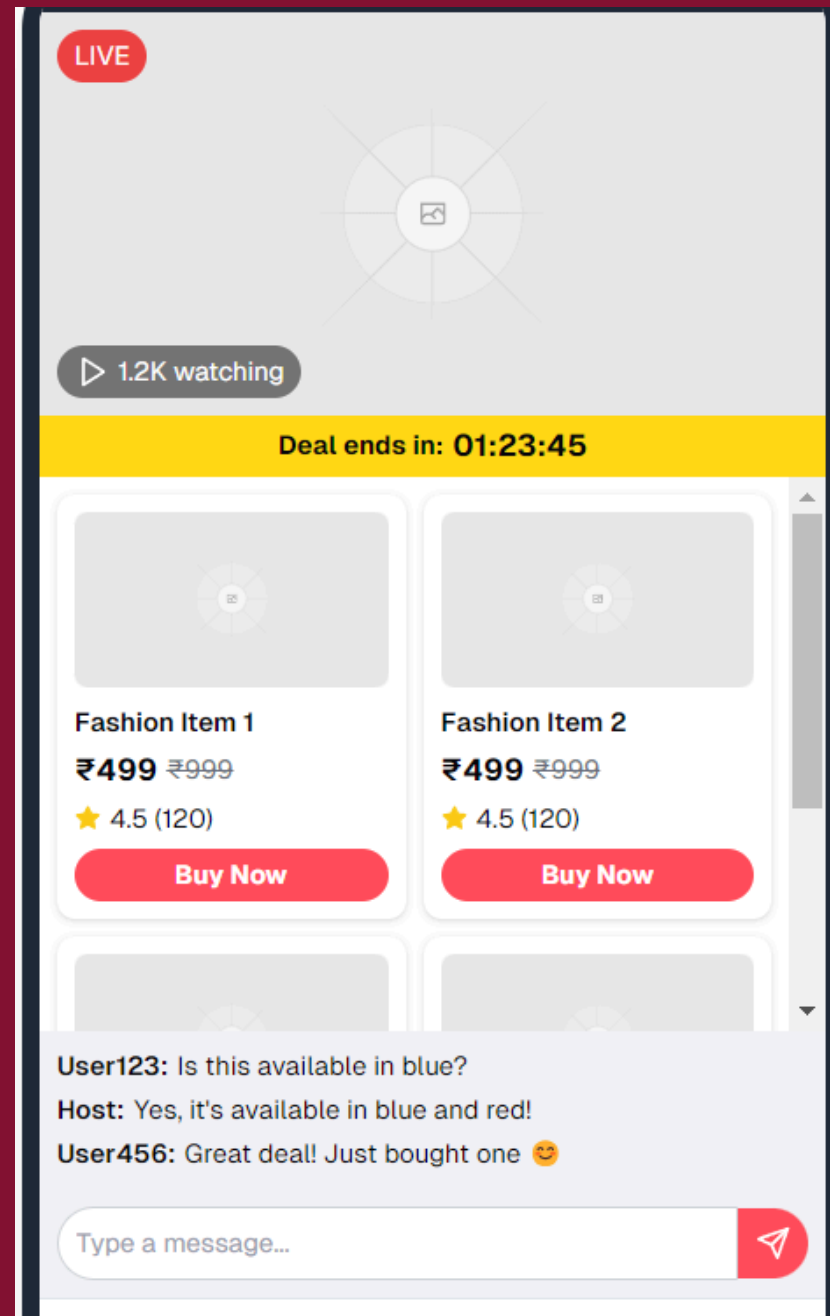 LIVE
1.2K watching
Deal ends in: 01:23:45
Fashion Item 1
₹499 ₹999
4.5 (120)
Buy Now
Fashion Item 2
₹499 ₹999
4.5 (120)
Buy Now
User123: Is this available in blue?
Host: Yes, it's available in blue and red!
User456: Great deal! Just bought one 😊
Type a message...